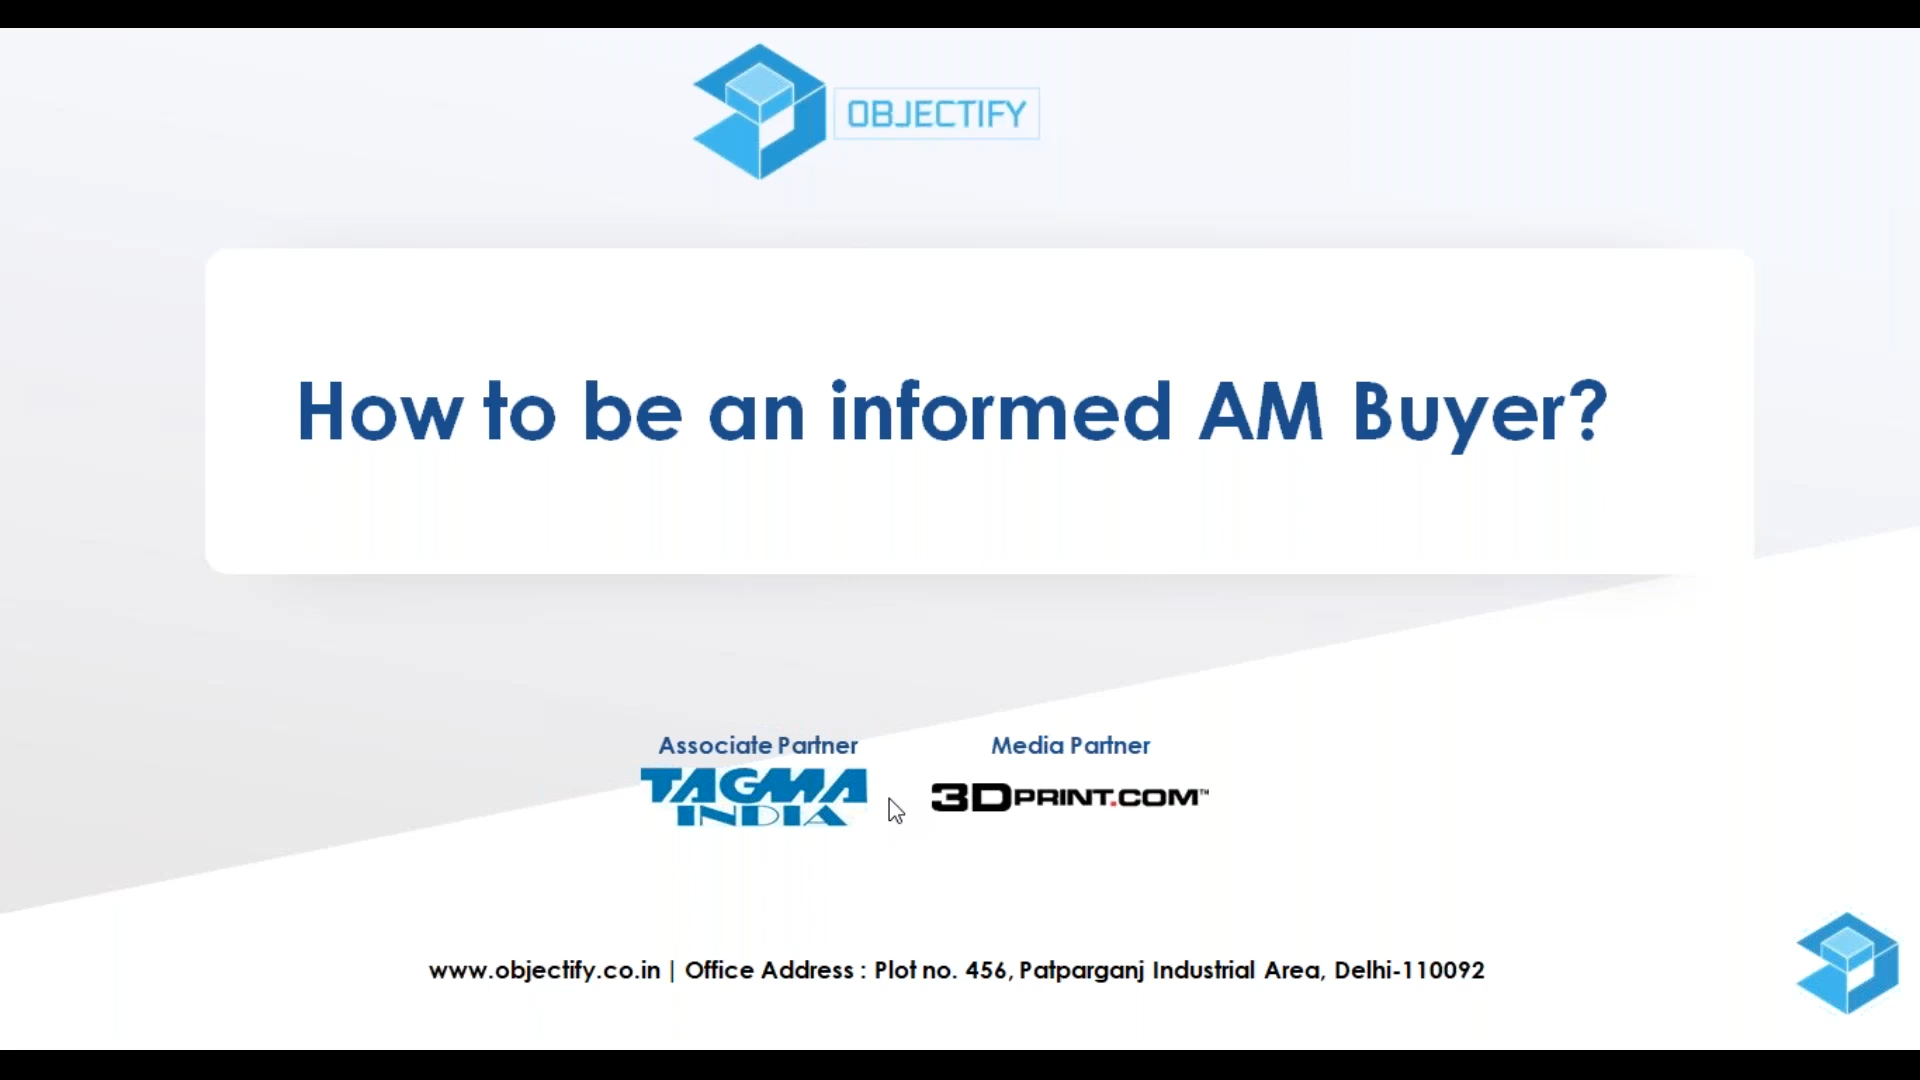 OBJECTIFY
How to be an informed AM Buyer?
Associate Partner
Media Partner
TAGMA
INDIA
3DPRINT.COM™
www.objectify.co.in | Office Address : Plot no. 456, Patparganj Industrial Area, Delhi-110092